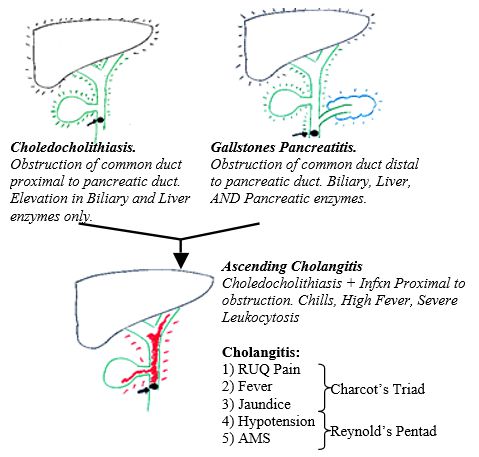 Choledocholithiasis.
Obstruction of common duct
proximal to pancreatic duct.
Elevation in Biliary and Liver
enzymes only.
Gallstones Pancreatitis.
Obstruction of common duct distal
to pancreatic duct. Biliary, Liver,
AND Pancreatic enzymes.
Ascending Cholangitis
Choledocholithiasis + Infxn Proximal to
obstruction. Chills, High Fever, Severe
Leukocytosis
Cholangitis:
1) RUQ Pain
2) Fever
3) Jaundice
4) Hypotension
5) AMS
Charcot's Triad
Reynold's Pentad